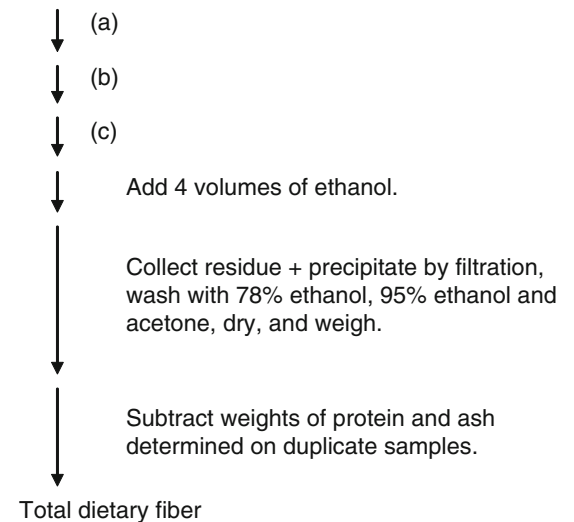 (a)
(b)
(c)
Add 4 volumes of ethanol.
Collect residue + precipitate by filtration,
wash with 78% ethanol, 95% ethanol and
acetone, dry, and weigh.
Subtract weights of protein and ash
determined on duplicate samples.
Total dietary fiber